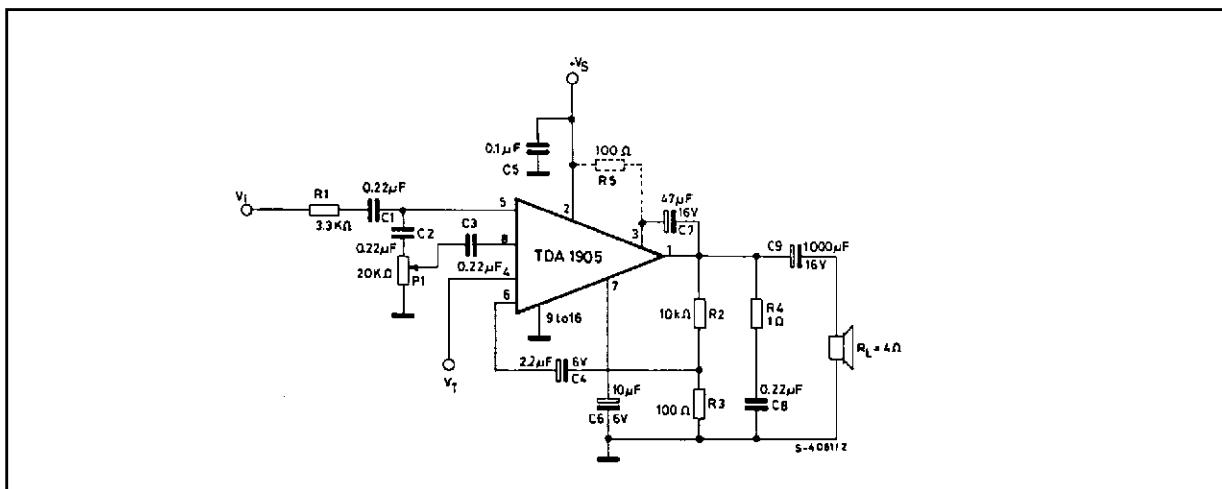 +Vs
0.1µF
C5
100 Ω
R5
2
47µF
16V
C7
3
Vi
R1
3.3KΩ
0.22µF
C1
5
C2
0.22µF
20KΩ
P1
C3
0.22µF
8
4
6
TDA 1905
1
7
9 to 16
C9
1000µF
16V
10kΩ
R2
R4
1Ω
RL = 4Ω
2.2µF
6V
C4
VT
10µF
C6
6V
100Ω
R3
0.22µF
C8
S-4081/2